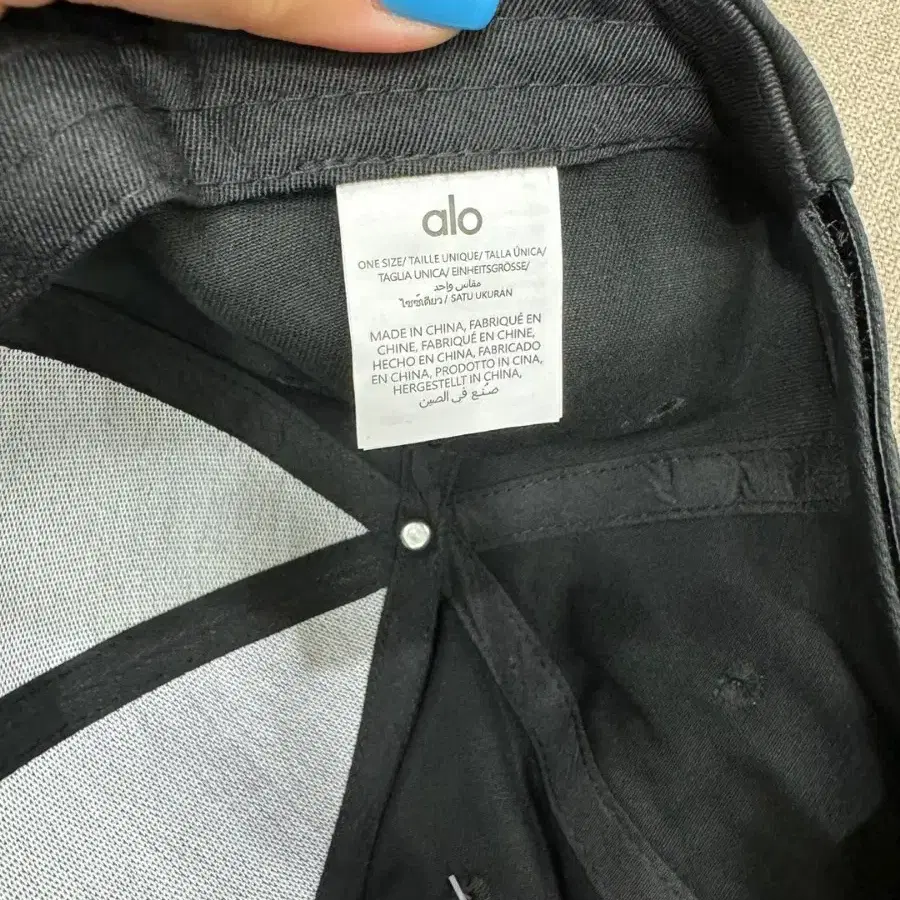 alo
ONE SIZE/ TAILLE UNIQUE/ TALLA ÚNICA/
TAGLIA UNICA/ EINHEITSGRÖSSE/
مقاس واحد
ไซซ์เดียว / SATU UKURAN
MADE IN CHINA, FABRIQUÉ EN
CHINE, FABRIQUÉ EN CHINE,
HECHO EN CHINA, FABRICADO
EN CHINA, PRODOTTO IN CINA,
HERGESTELLT IN CHINA,
صُنع في الصين